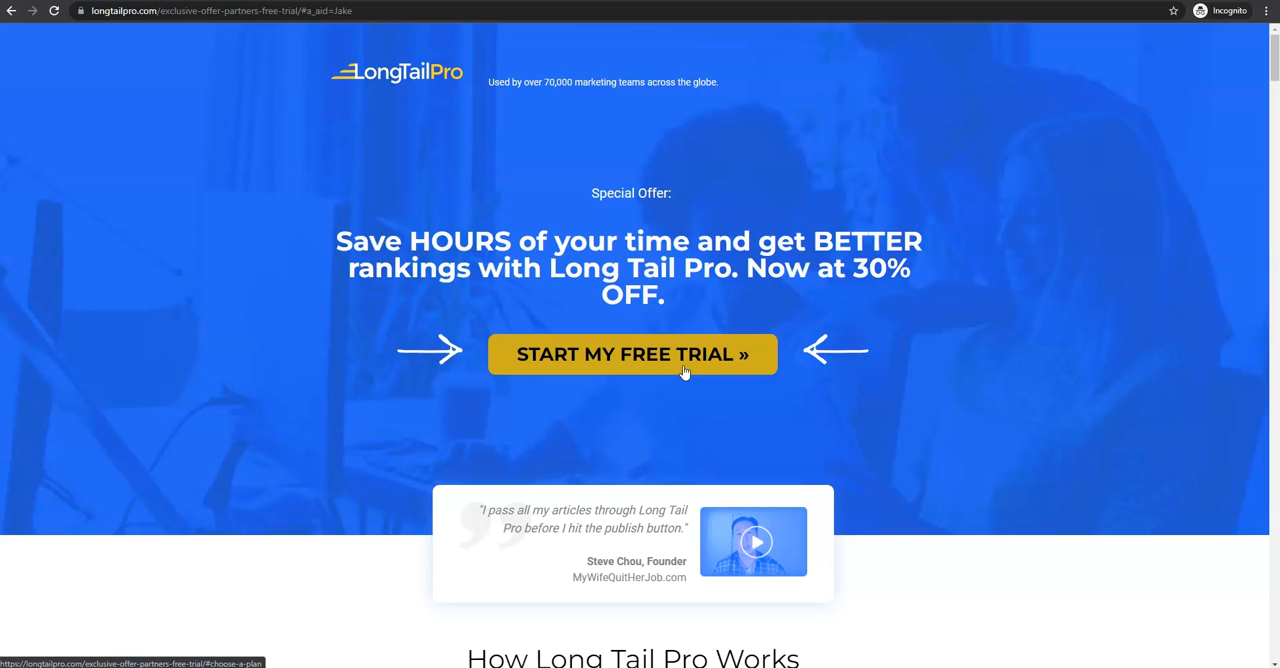 longtailpro.com/exclusive-offer-partners-free-trial/#a_aid=Jake
Incognito
LongTailPro
Used by over 70,000 marketing teams across the globe.
Special Offer:
Save HOURS of your time and get BETTER
rankings with Long Tail Pro. Now at 30%
OFF.
START MY FREE TRIAL »
"I pass all my articles through Long Tail
Pro before I hit the publish button."
Steve Chou, Founder
MyWifeQuitHerJob.com
How Long Tail Pro Works
https://longtailpro.com/exclusive-offer-partners-free-trial/#choose-a-plan